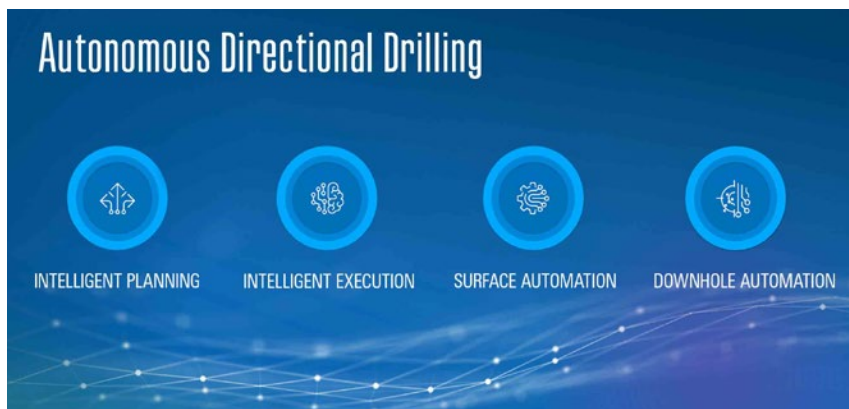 Autonomous Directional Drilling
INTELLIGENT PLANNING
INTELLIGENT EXECUTION
SURFACE AUTOMATION
DOWNHOLE AUTOMATION